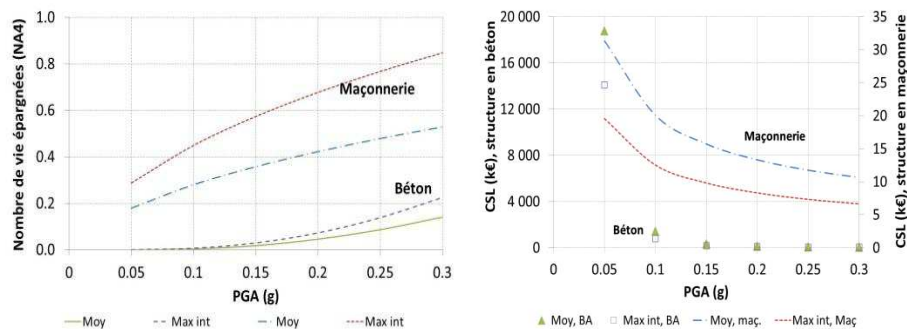 Nombre de vie épargnées (NA4)
1.0
0.8
0.6
0.4
0.2
0.0
Maçonnerie
Béton
0
0.05
0.1
0.15
0.2
0.25
0.3
PGA (g)
Moy
Max int
Moy
Max int
CSL (k€), structure en béton
20 000
16 000
12 000
8 000
4 000
0
Maçonnerie
Béton
35
30
25
20
15
10
5
0
CSL (k€), structure en maçonnerie
0
0.05
0.1
0.15
0.2
0.25
0.3
PGA (g)
Moy, BA
Max int, BA
Moy, maç.
Max int, Maç